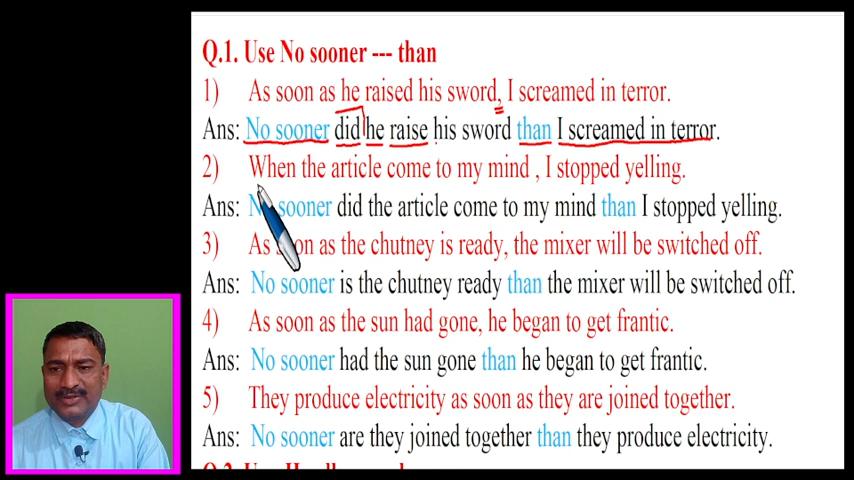 Q.1. Use No sooner --- than
1) As soon as he raised his sword, I screamed in terror.
Ans: No sooner did he raise his sword than I screamed in terror.
2) When the article come to my mind , I stopped yelling.
Ans: No sooner did the article come to my mind than I stopped yelling.
3) As soon as the chutney is ready, the mixer will be switched off.
Ans: No sooner is the chutney ready than the mixer will be switched off.
4) As soon as the sun had gone, he began to get frantic.
Ans: No sooner had the sun gone than he began to get frantic.
5) They produce electricity as soon as they are joined together.
Ans: No sooner are they joined together than they produce electricity.